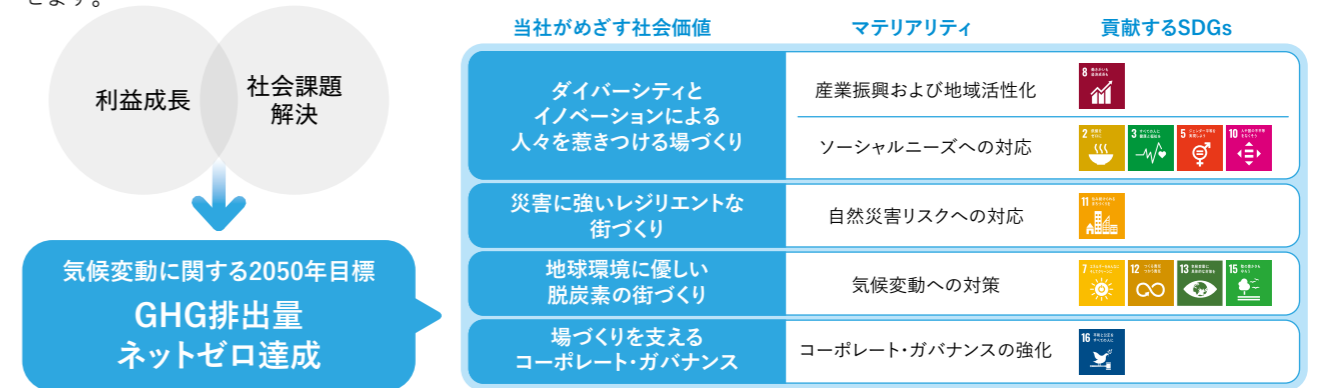 せます。
利益成長
社会課題
解決
気候変動に関する2050年目標
GHG排出量
ネットゼロ達成
当社がめざす社会価値 マテリアリティ 貢献するSDGs
ダイバーシティと
イノベーションによる
人々を惹きつける場づくり
産業振興および地域活性化
8
ソーシャルニーズへの対応
2 3 5 10
災害に強いレジリエントな
街づくり
自然災害リスクへの対応
11
地球環境に優しい
脱炭素の街づくり
気候変動への対策
7 12 13 15
場づくりを支える
コーポレート・ガバナンス
コーポレート・ガバナンスの強化
16